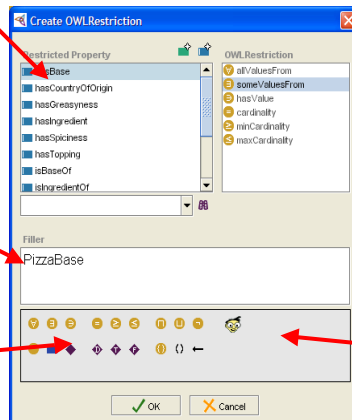 Create OWLRestriction
Restricted Property
OWLRestriction
hasBase
hasCountryOfOrigin
hasGreasyness
hasIngredient
hasSpiciness
hasTopping
isBaseOf
isIngredientOf
allValuesFrom
someValuesFrom
hasValue
cardinality
minCardinality
maxCardinality
Filler
PizzaBase
OK
Cancel